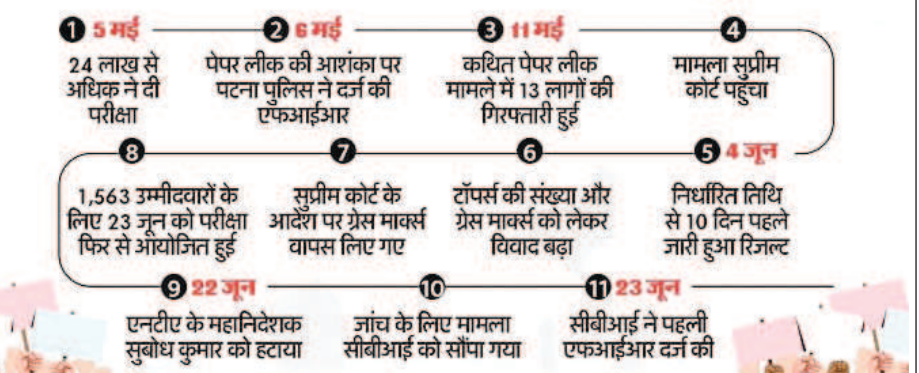 1 5 मई
24 लाख से
अधिक ने दी
परीक्षा
2 6 मई
पेपर लीक की आशंका पर
पटना पुलिस ने दर्ज की
एफआईआर
3 11 मई
कथित पेपर लीक
मामले में 13 लागों की
गिरफ्तारी हुई
4
मामला सुप्रीम
कोर्ट पहुंचा
5 4 जून
निर्धारित तिथि
से 10 दिन पहले
जारी हुआ रिजल्ट
6
टॉपर्स की संख्या और
ग्रेस मार्क्स को लेकर
विवाद बढ़ा
7
सुप्रीम कोर्ट के
आदेश पर ग्रेस मार्क्स
वापस लिए गए
8
1,563 उम्मीदवारों के
लिए 23 जून को परीक्षा
फिर से आयोजित हुई
9 22 जून
एनटीए के महानिदेशक
सुबोध कुमार को हटाया
10
जांच के लिए मामला
सीबीआई को सौंपा गया
11 23 जून
सीबीआई ने पहली
एफआईआर दर्ज की